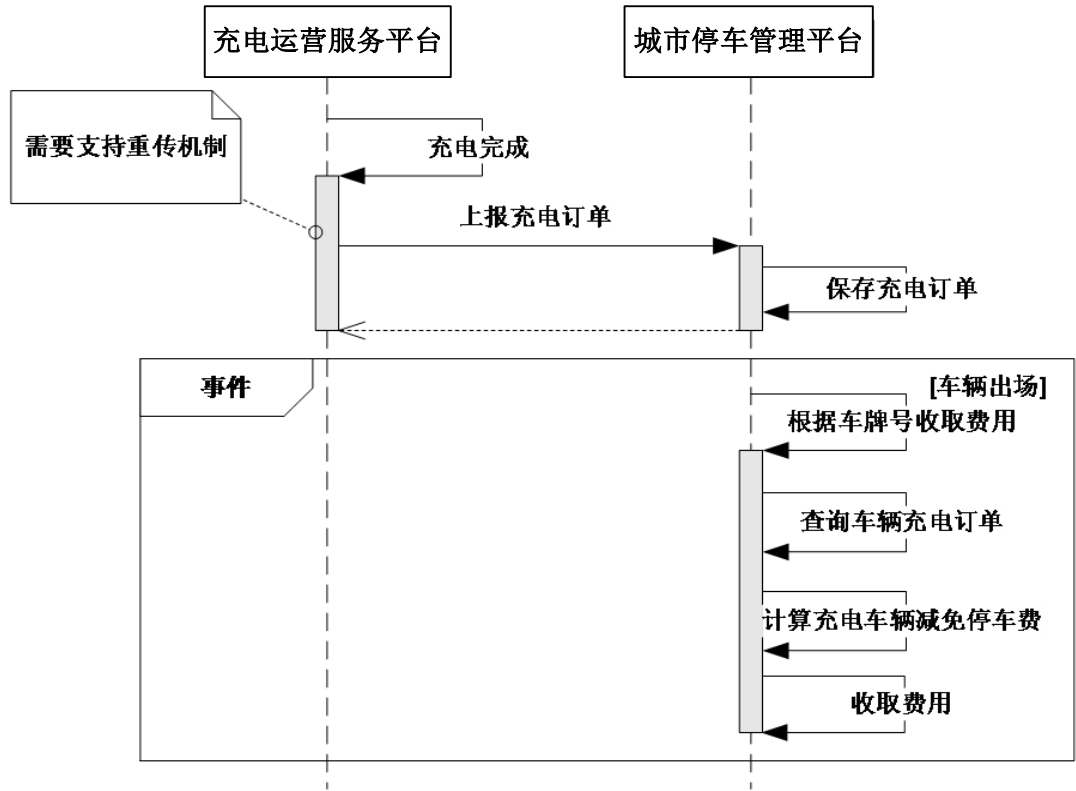 充电运营服务平台
城市停车管理平台
需要支持重传机制
充电完成
上报充电订单
保存充电订单
事件
[车辆出场]
根据车牌号收取费用
查询车辆充电订单
计算充电车辆减免停车费
收取费用